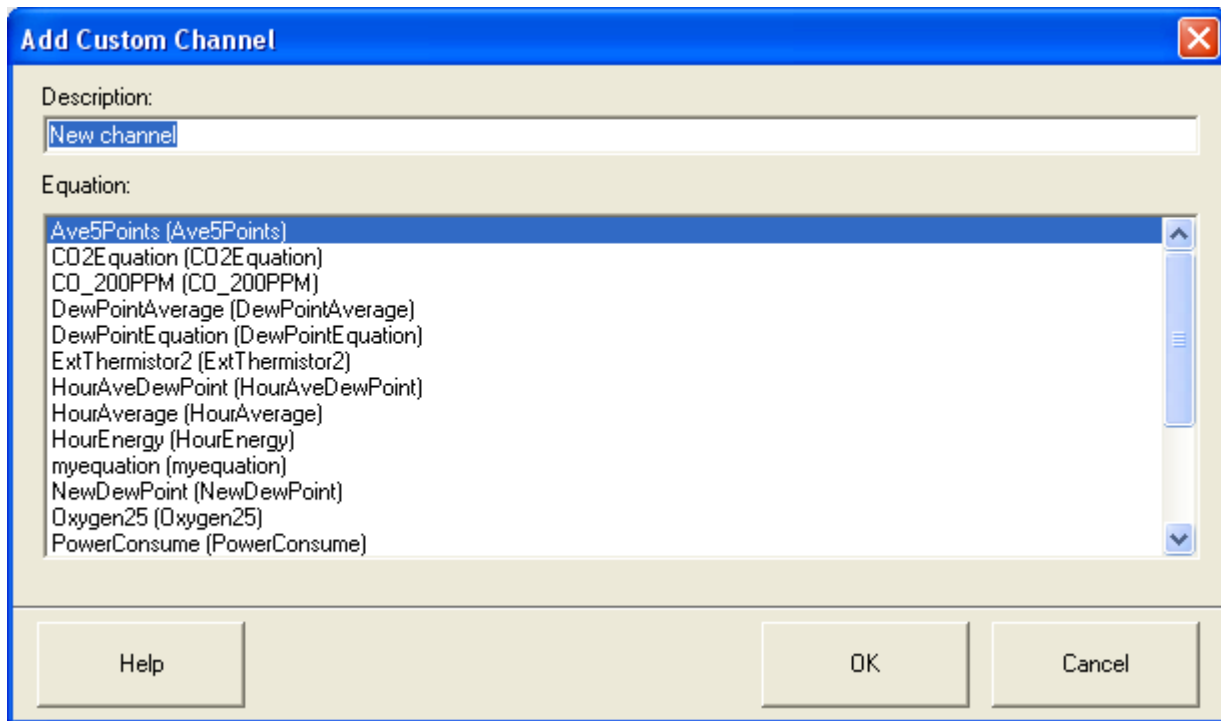 Add Custom Channel
Description:
New channel
Equation:
Ave5Points (Ave5Points)
CO2Equation (CO2Equation)
CO_200PPM (CO_200PPM)
DewPointAverage (DewPointAverage)
DewPointEquation (DewPointEquation)
ExtThermistor2 (ExtThermistor2)
HourAveDewPoint (HourAveDewPoint)
HourAverage (HourAverage)
HourEnergy (HourEnergy)
myequation (myequation)
NewDewPoint (NewDewPoint)
Oxygen25 (Oxygen25)
PowerConsume (PowerConsume)
Help OK Cancel